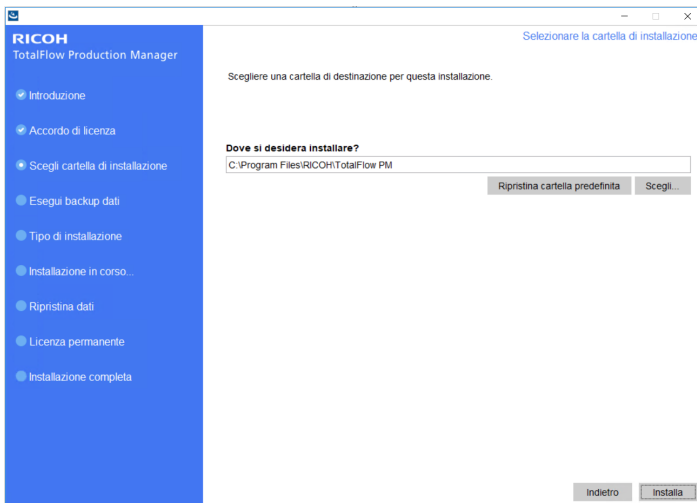 RICOH
TotalFlow Production Manager
Introduzione
Accordo di licenza
Scegli cartella di installazione
Esegui backup dati
Tipo di installazione
Installazione in corso...
Ripristina dati
Licenza permanente
Installazione completa
Selezionare la cartella di installazione
Scegliere una cartella di destinazione per questa installazione.
Dove si desidera installare?
C:\Program Files\RICOH\TotalFlow PM
Ripristina cartella predefinita Scegli...
Indietro Installa